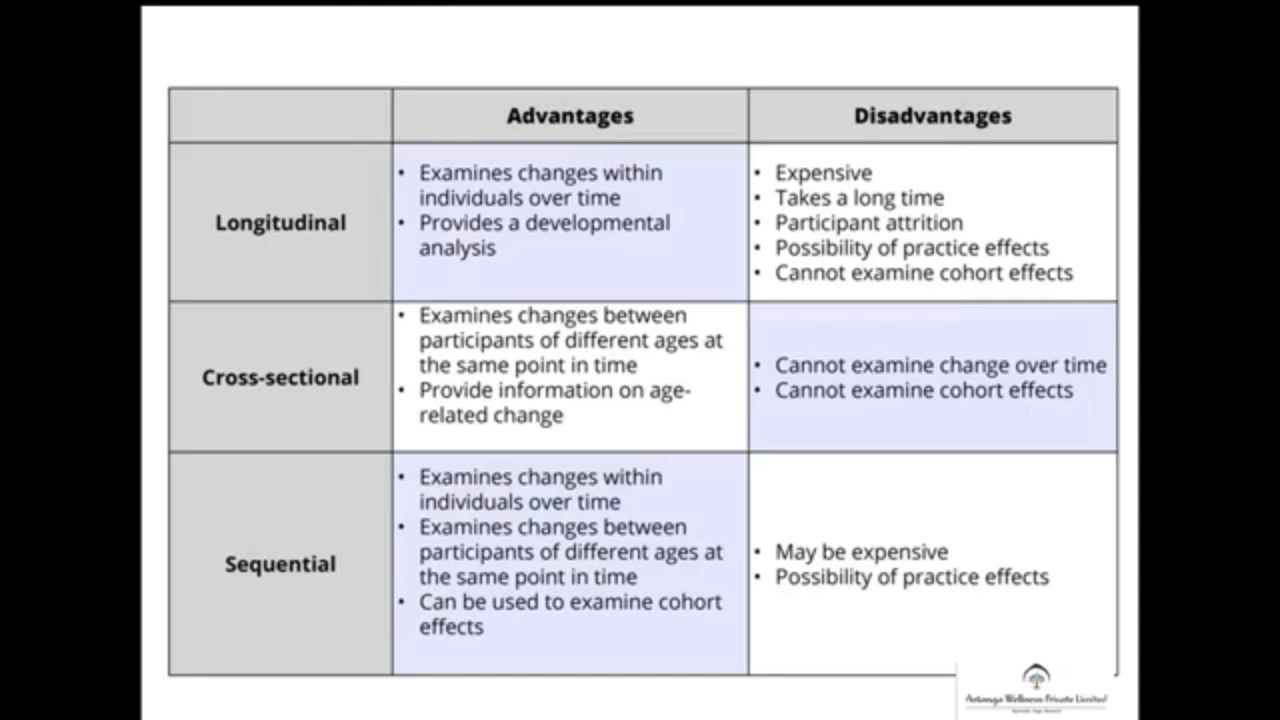 Advantages
Disadvantages
Longitudinal
• Examines changes within
individuals over time
• Provides a developmental
analysis
• Expensive
• Takes a long time
• Participant attrition
• Possibility of practice effects
• Cannot examine cohort effects
Cross-sectional
• Examines changes between
participants of different ages at
the same point in time
• Provide information on age-
related change
• Cannot examine change over time
• Cannot examine cohort effects
Sequential
• Examines changes within
individuals over time
• Examines changes between
participants of different ages at
the same point in time
• Can be used to examine cohort
effects
• May be expensive
• Possibility of practice effects
Wellness Private Limited